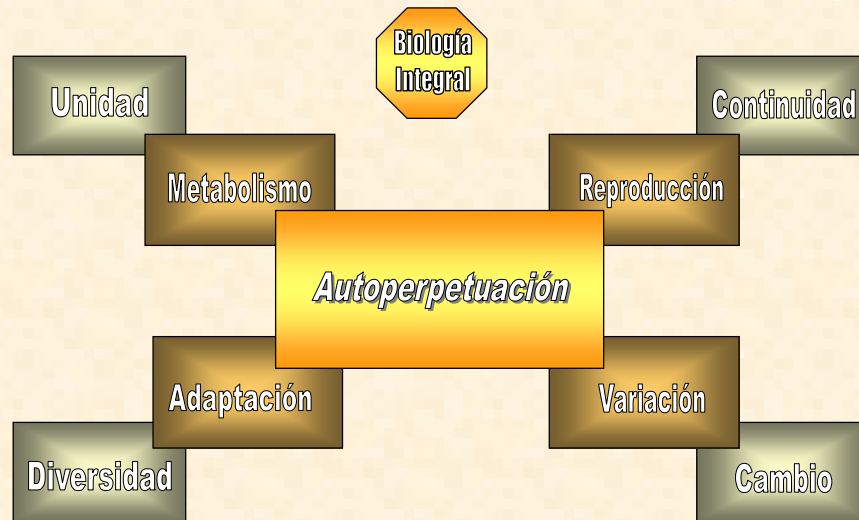 Biología
Integral
Unidad
Continuidad
Metabolismo
Reproducción
Autoperpetuación
Adaptación
Variación
Diversidad
Cambio